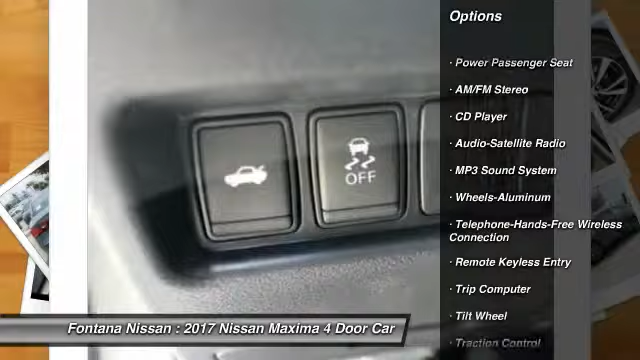 Options
· Power Passenger Seat
· AM/FM Stereo
· CD Player
· Audio-Satellite Radio
· MP3 Sound System
· Wheels-Aluminum
· Telephone-Hands-Free Wireless
Connection
· Remote Keyless Entry
· Trip Computer
· Tilt Wheel
· Traction Control
OFF
Fontana Nissan : 2017 Nissan Maxima 4 Door Car